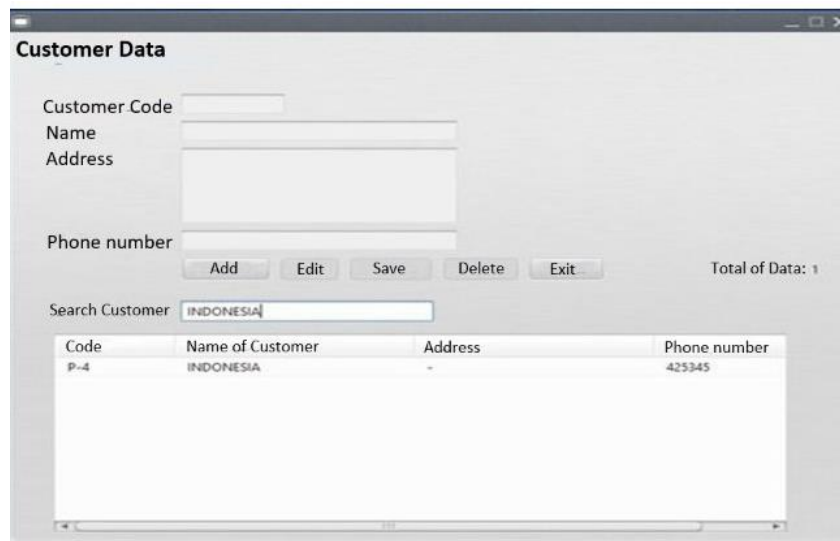 Customer Data
Customer Code
Name
Address
Phone number
Add Edit Save Delete Exit Total of Data: 1
Search Customer INDONESIA
Code Name of Customer Address Phone number
P-4 INDONESIA - 425345